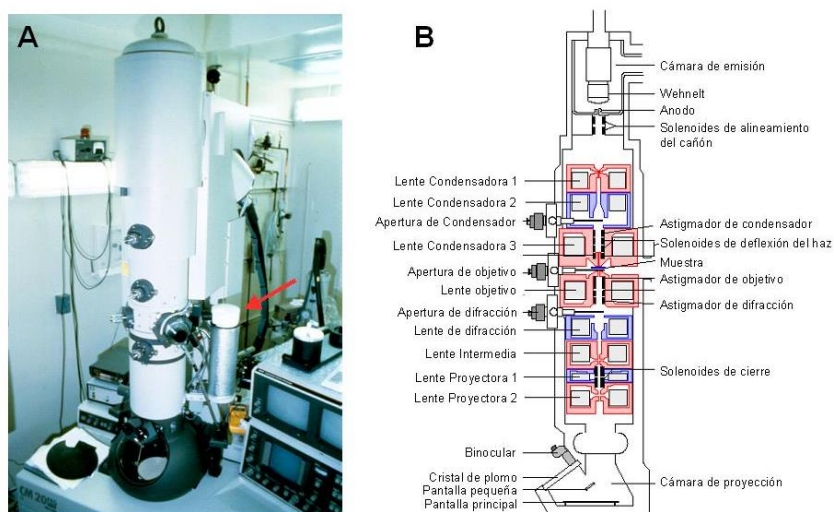 A
CM 200
B
Cámara de emisión
Wehnelt
Anodo
Solenoides de alineamiento
del cañón
Lente Condensadora 1
Lente Condensadora 2
Apertura de Condensador
Astigmador de condensador
Lente Condensadora 3
Solenoides de deflexión del haz
Muestra
Apertura de objetivo
Astigmador de objetivo
Lente objetivo
Astigmador de difracción
Apertura de difracción
Lente de difracción
Lente Intermedia
Solenoides de cierre
Lente Proyectora 1
Lente Proyectora 2
Binocular
Cristal de plomo
Cámara de proyección
Pantalla pequeña
Pantalla principal